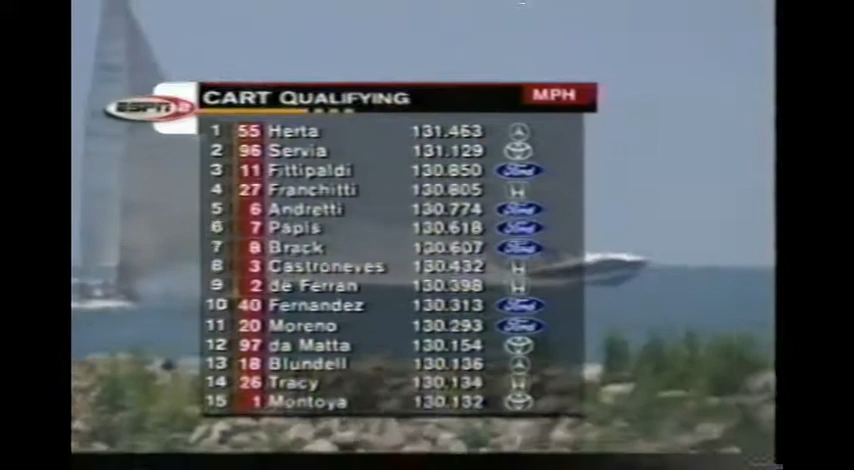 ESPN2 CART QUALIFYING MPH
1 55 Herta 131.463
2 96 Servia 131.129
3 11 Fittipaldi 130.850 Ford
4 27 Franchitti 130.805 H
5 6 Andretti 130.774 Ford
6 7 Papis 130.618 Ford
7 8 Brack 130.607 Ford
8 3 Castroneves 130.432 H
9 2 de Ferran 130.398 H
10 40 Fernandez 130.313 Ford
11 20 Moreno 130.293 Ford
12 97 da Matta 130.154
13 18 Blundell 130.136
14 26 Tracy 130.134 H
15 1 Montoya 130.132